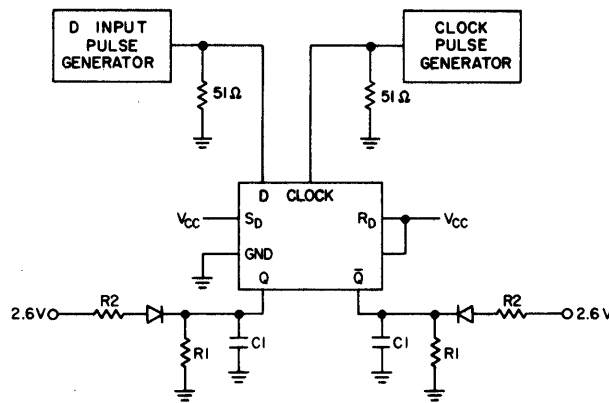 D INPUT
PULSE
GENERATOR
CLOCK
PULSE
GENERATOR
51Ω
51Ω
D CLOCK
VCC
SD
RD
VCC
GND
Q
Q̅
2.6V
R2
R2
2.6V
R1
C1
C1
R1